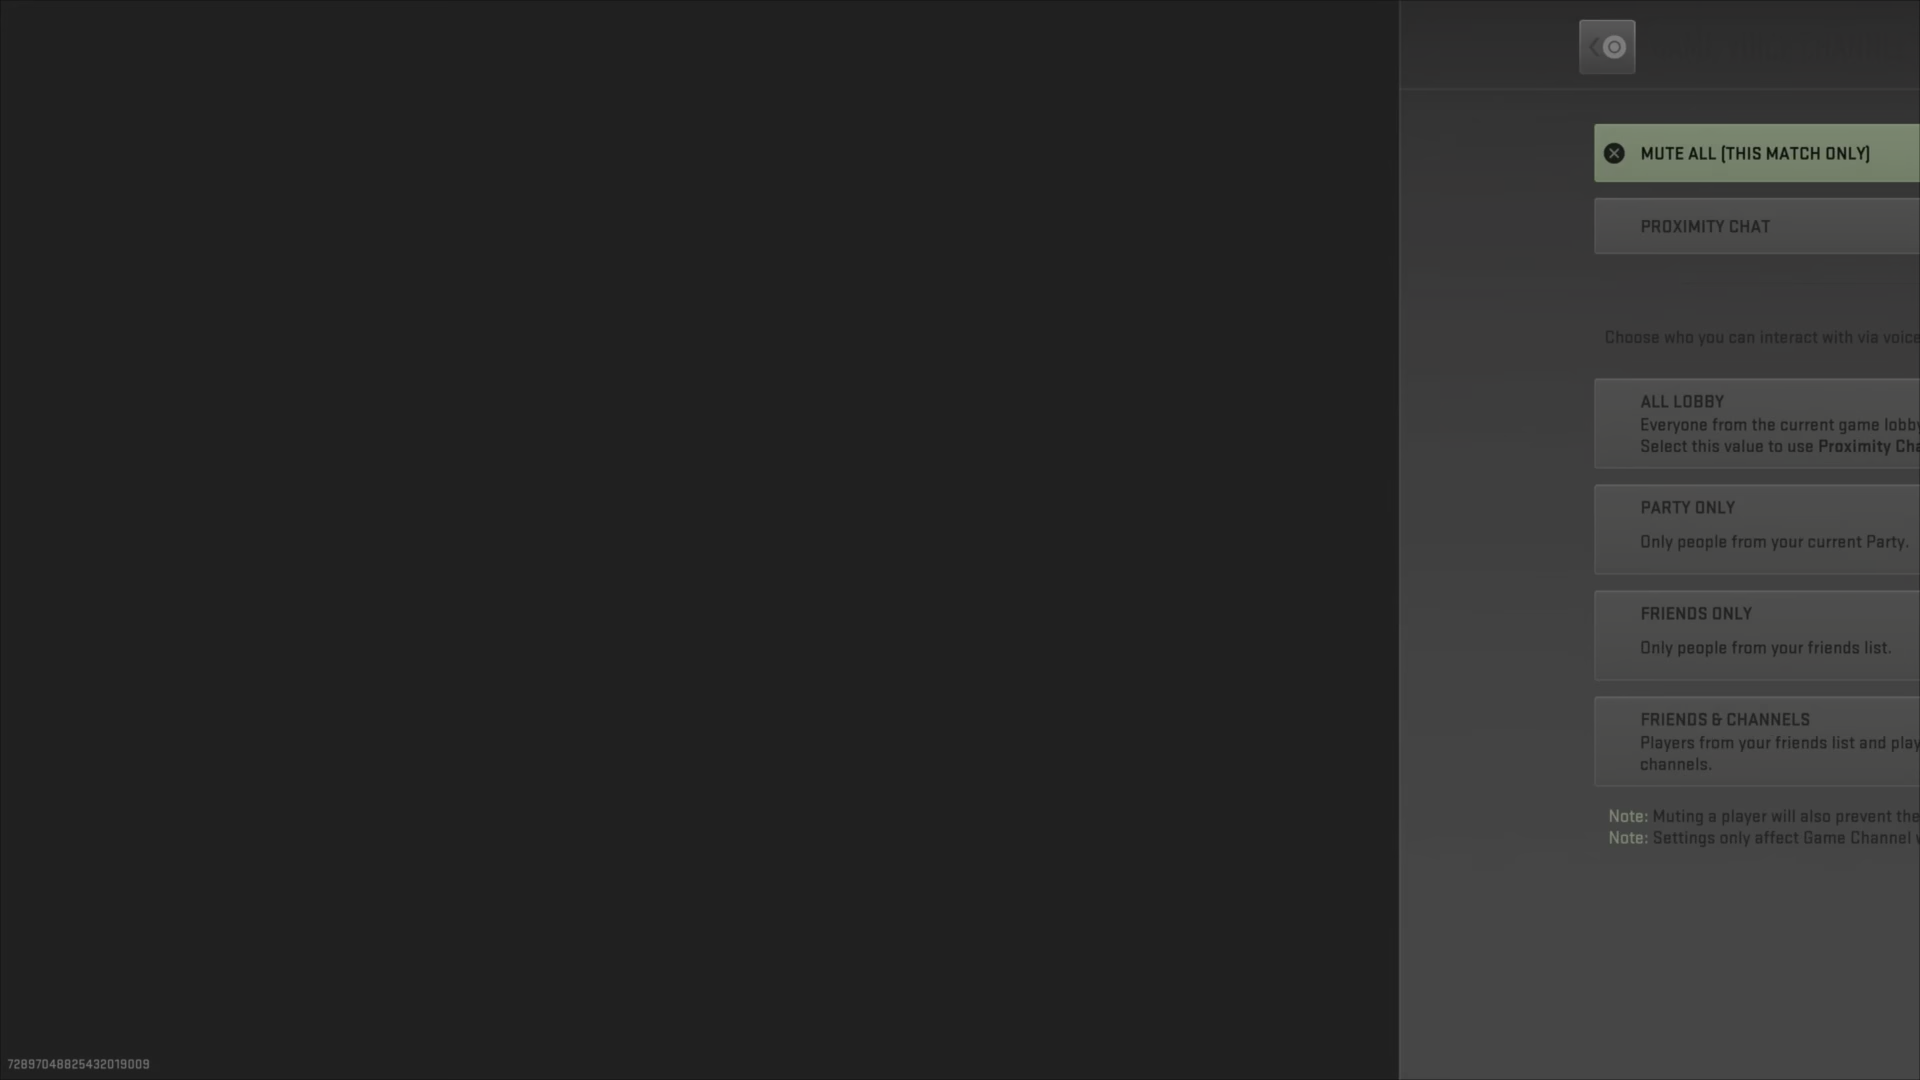 MUTE ALL (THIS MATCH ONLY)
PROXIMITY CHAT
Choose who you can interact with via voice
ALL LOBBY
Everyone from the current game lobby
Select this value to use Proximity
PARTY ONLY
Only people from your current Party.
FRIENDS ONLY
Only people from your friends list.
FRIENDS & CHANNELS
Players from your friends list and
channels.
Note: Muting a player will also prevent
Note: Settings only affect Game Channel
72897048825432019009